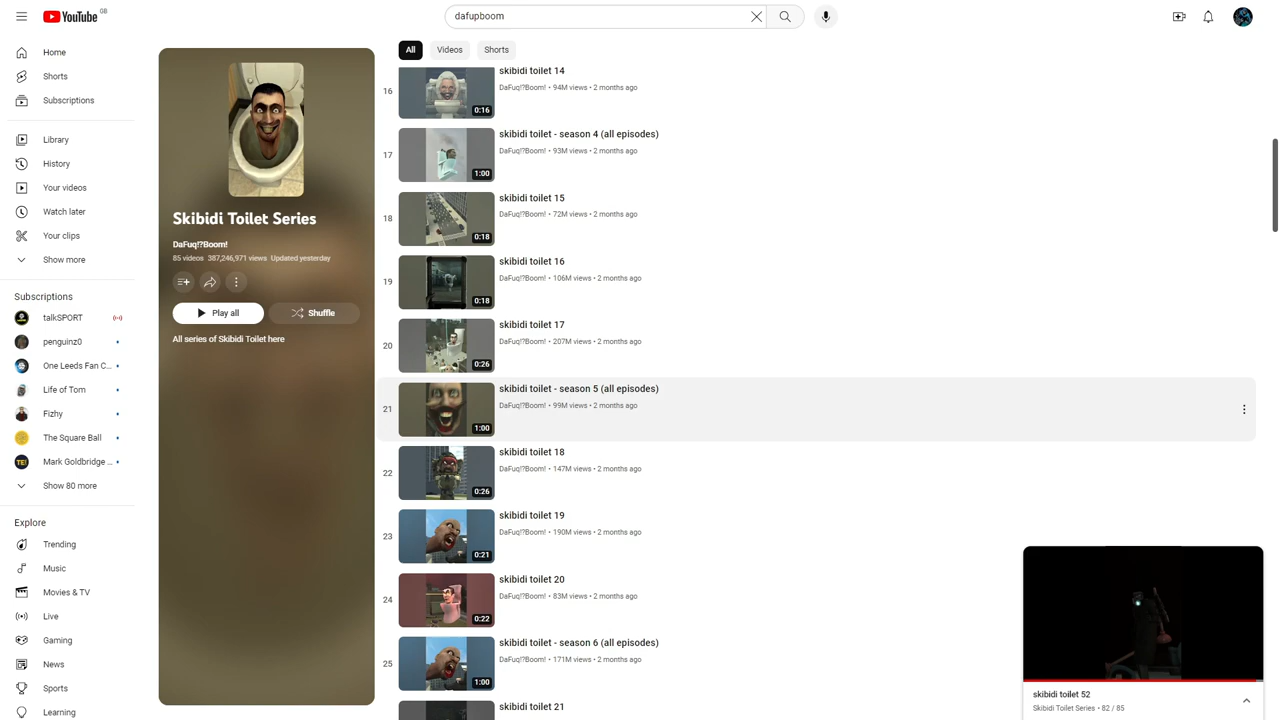 YouTube GB
dafupboom
Home
Shorts
Subscriptions
Library
History
Your videos
Watch later
Your clips
Show more
Subscriptions
talkSPORT
penguinz0
One Leeds Fan C...
Life of Tom
Fizhy
The Square Ball
TE!
Mark Goldbridge ...
Show 80 more
Explore
Trending
Music
Movies & TV
Live
Gaming
News
Sports
Learning
Skibidi Toilet Series
DaFuq!?Boom!
85 videos 387,246,971 views Updated yesterday
Play all
Shuffle
All series of Skibidi Toilet here
All
Videos
Shorts
16
0:16
skibidi toilet 14
DaFuq!?Boom! • 94M views • 2 months ago
17
1:00
skibidi toilet - season 4 (all episodes)
DaFuq!?Boom! • 93M views • 2 months ago
18
0:18
skibidi toilet 15
DaFuq!?Boom! • 72M views • 2 months ago
19
0:18
skibidi toilet 16
DaFuq!?Boom! • 106M views • 2 months ago
20
0:26
skibidi toilet 17
DaFuq!?Boom! • 207M views • 2 months ago
21
1:00
skibidi toilet - season 5 (all episodes)
DaFuq!?Boom! • 99M views • 2 months ago
22
0:26
skibidi toilet 18
DaFuq!?Boom! • 147M views • 2 months ago
23
0:21
skibidi toilet 19
DaFuq!?Boom! • 190M views • 2 months ago
24
0:22
skibidi toilet 20
DaFuq!?Boom! • 83M views • 2 months ago
25
1:00
skibidi toilet - season 6 (all episodes)
DaFuq!?Boom! • 171M views • 2 months ago
skibidi toilet 21
skibidi toilet 52
Skibidi Toilet Series • 82 / 85